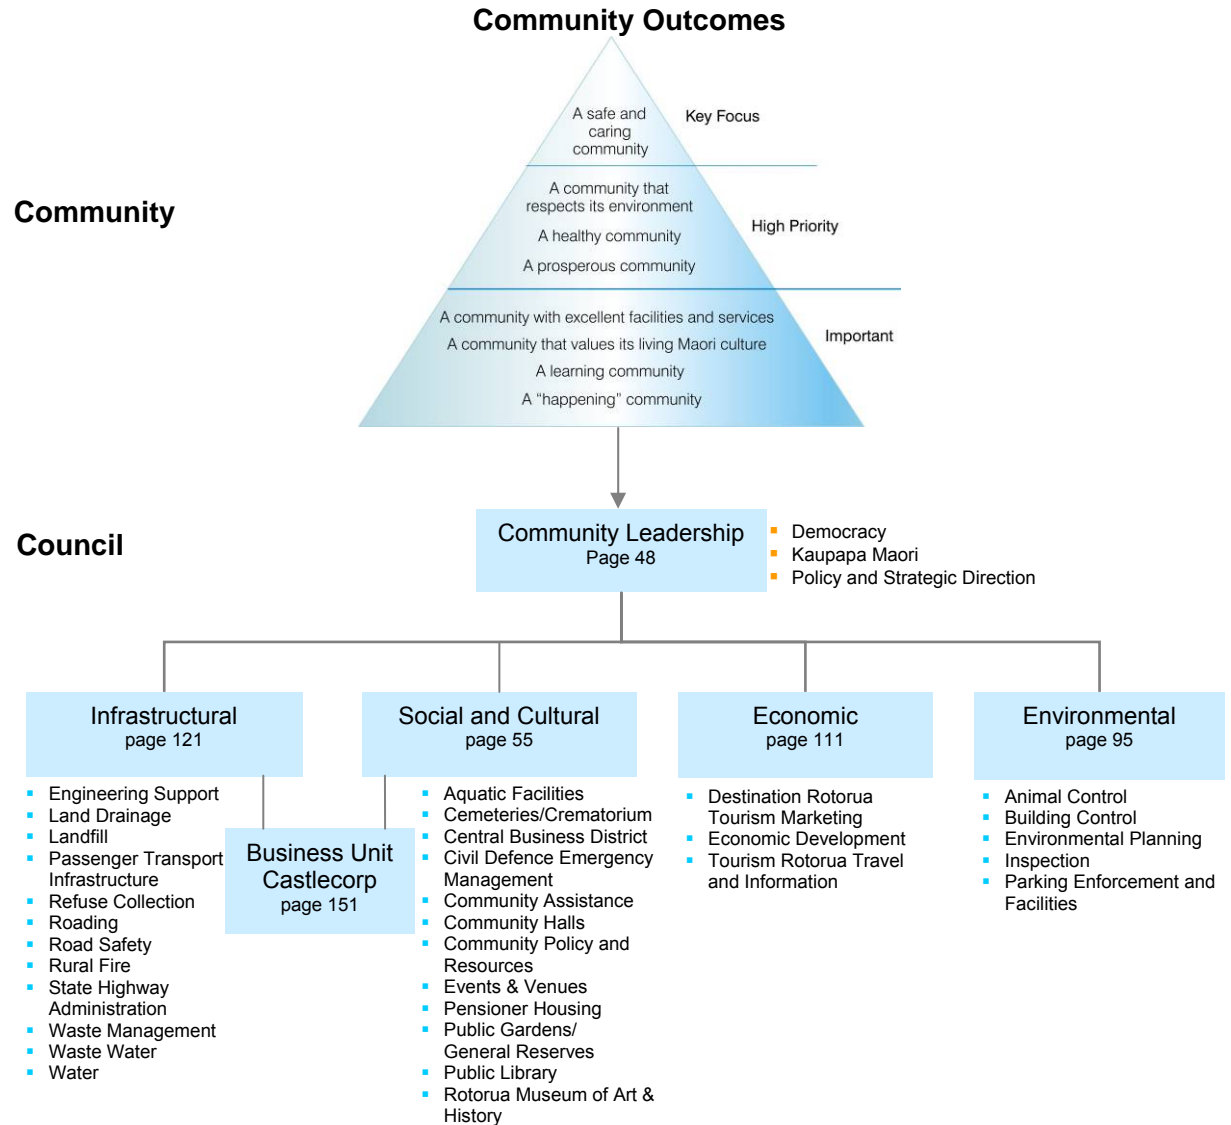 Community Outcomes
A safe and
caring
community
Key Focus
Community
A community that
respects its environment
A healthy community
A prosperous community
High Priority
A community with excellent facilities and services
A community that values its living Maori culture
A learning community
A "happening" community
Important
Council
Community Leadership
Page 48
Democracy
Kaupapa Maori
Policy and Strategic Direction
Infrastructural
page 121
Engineering Support
Land Drainage
Landfill
Passenger Transport
Infrastructure
Refuse Collection
Roading
Road Safety
Rural Fire
State Highway
Administration
Waste Management
Waste Water
Water
Business Unit
Castlecorp
page 151
Social and Cultural
page 55
Aquatic Facilities
Cemeteries/Crematorium
Central Business District
Civil Defence Emergency
Management
Community Assistance
Community Halls
Community Policy and
Resources
Events & Venues
Pensioner Housing
Public Gardens/
General Reserves
Public Library
Rotorua Museum of Art &
History
Economic
page 111
Destination Rotorua
Tourism Marketing
Economic Development
Tourism Rotorua Travel
and Information
Environmental
page 95
Animal Control
Building Control
Environmental Planning
Inspection
Parking Enforcement and
Facilities